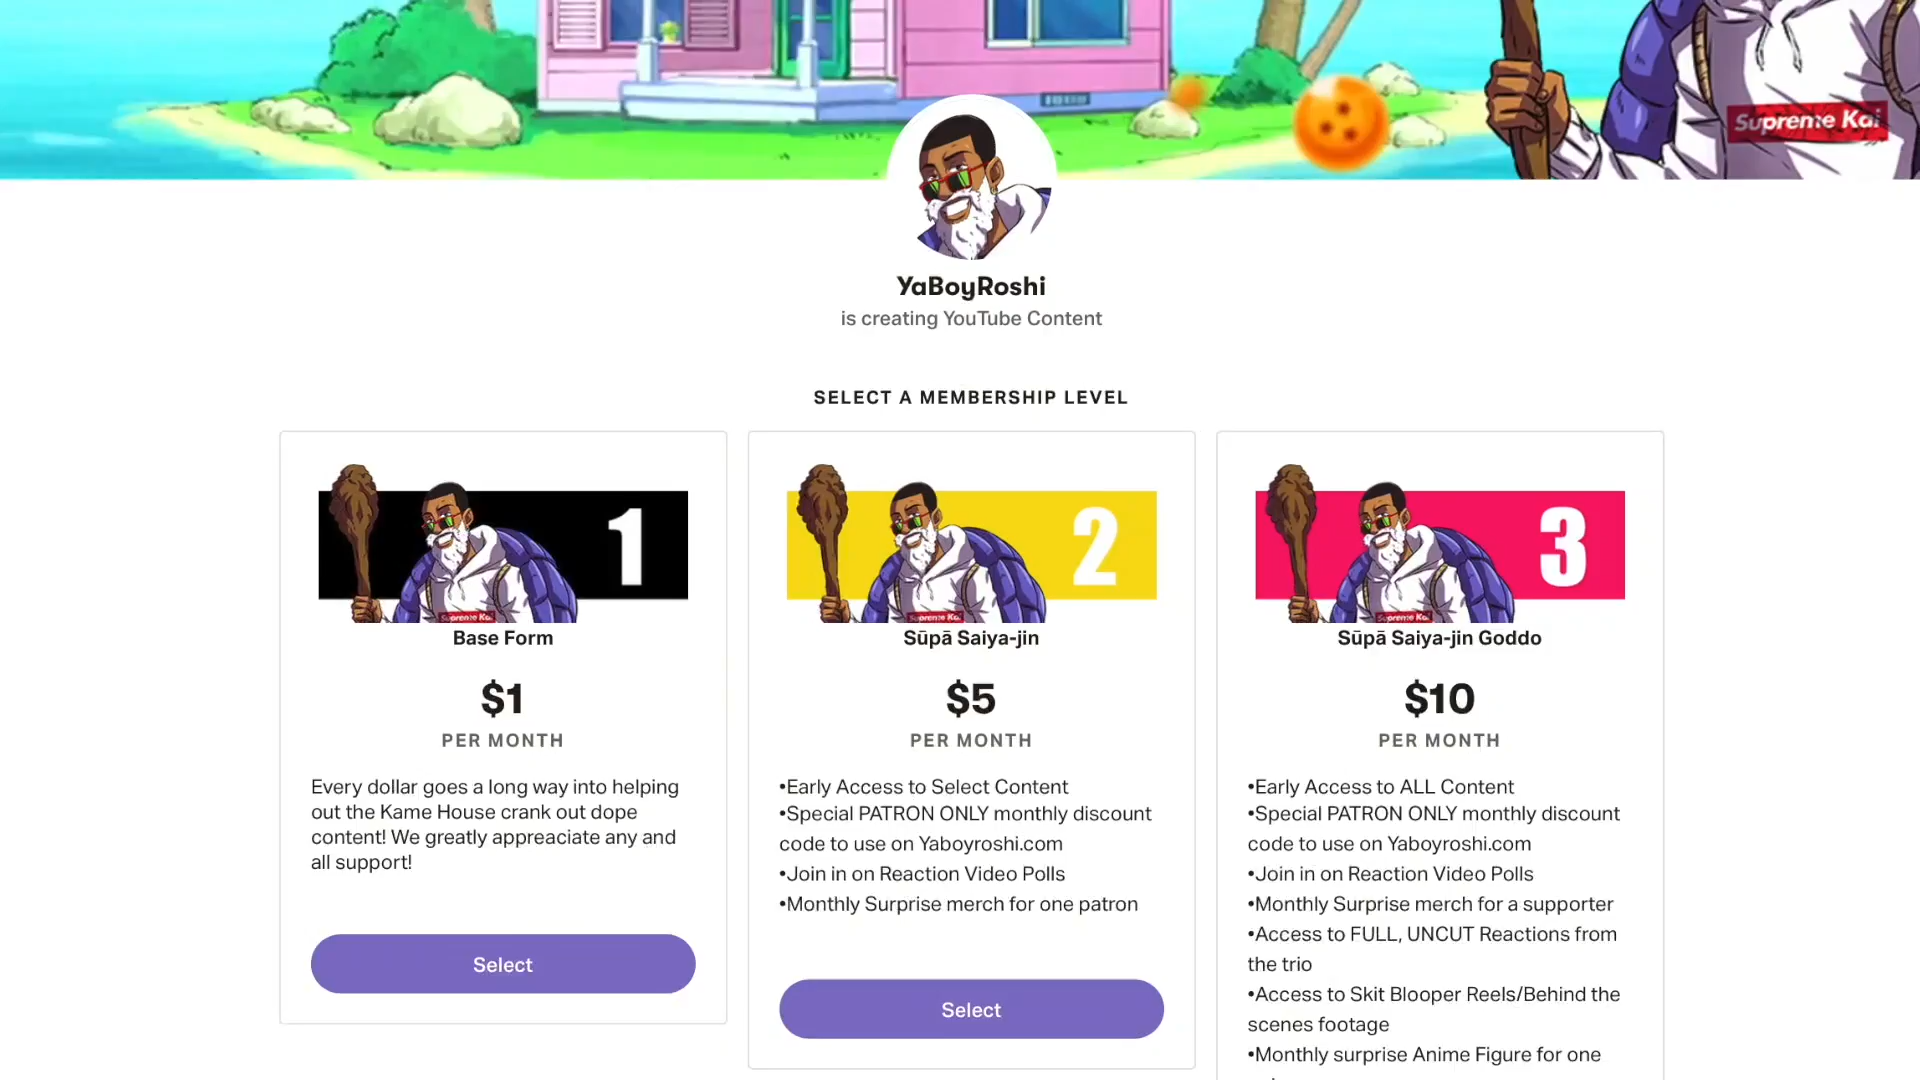 Supreme Kai
YaBoyRoshi
is creating YouTube Content
SELECT A MEMBERSHIP LEVEL
1
Supreme Kai
Base Form
$1
PER MONTH
Every dollar goes a long way into helping
out the Kame House crank out dope
content! We greatly appreaciate any and
all support!
Select
2
Supreme Kai
Sūpā Saiya-jin
$5
PER MONTH
•Early Access to Select Content
•Special PATRON ONLY monthly discount
code to use on Yaboyroshi.com
•Join in on Reaction Video Polls
•Monthly Surprise merch for one patron
Select
3
Supreme Kai
Sūpā Saiya-jin Goddo
$10
PER MONTH
•Early Access to ALL Content
•Special PATRON ONLY monthly discount
code to use on Yaboyroshi.com
•Join in on Reaction Video Polls
•Monthly Surprise merch for a supporter
•Access to FULL, UNCUT Reactions from
the trio
•Access to Skit Blooper Reels/Behind the
scenes footage
•Monthly surprise Anime Figure for one